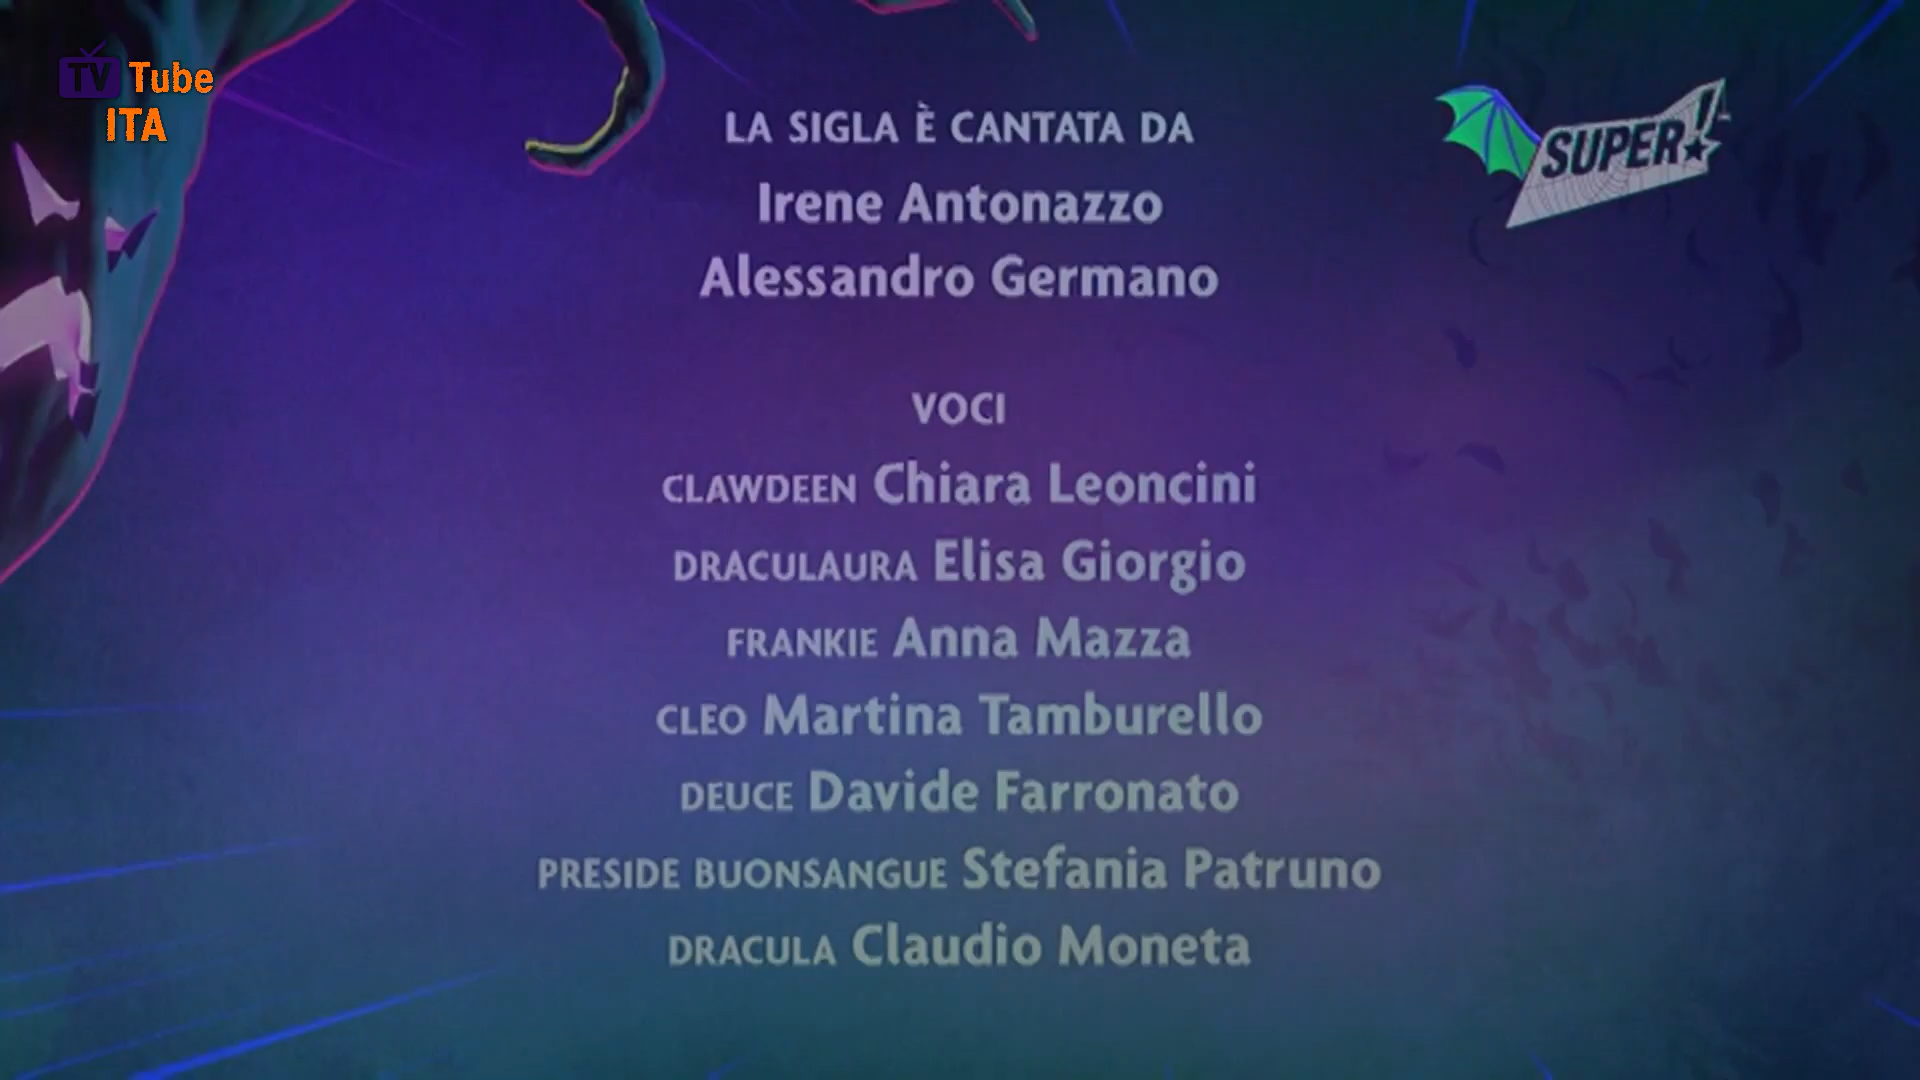 TV Tube
ITA
SUPER!
LA SIGLA È CANTATA DA
Irene Antonazzo
Alessandro Germano
VOCI
CLAWDEEN Chiara Leoncini
DRACULAURA Elisa Giorgio
FRANKIE Anna Mazza
CLEO Martina Tamburello
DEUCE Davide Farronato
PRESIDE BUONSANGUE Stefania Patruno
DRACULA Claudio Moneta